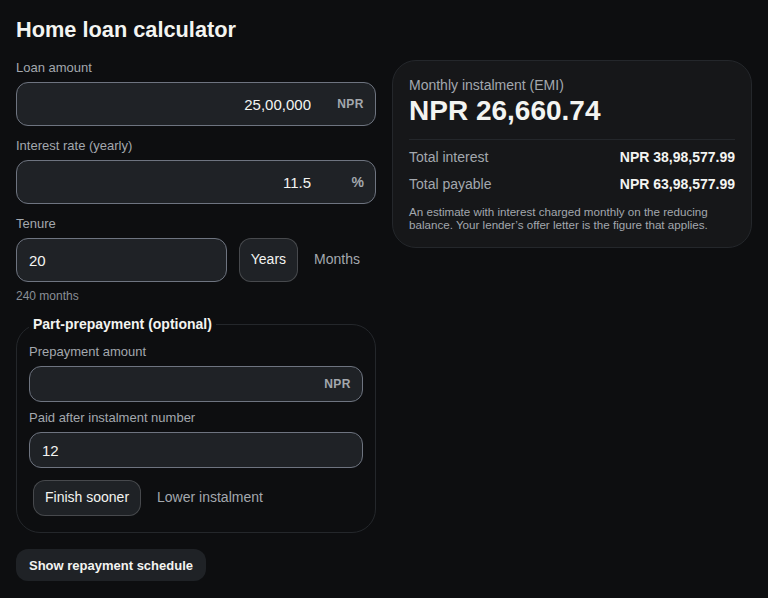 Home loan calculator
Loan amount
25,00,000 NPR
Interest rate (yearly)
11.5 %
Tenure
20 Years Months
240 months
Part-prepayment (optional)
Prepayment amount
NPR
Paid after instalment number
12
Finish sooner Lower instalment
Show repayment schedule
Monthly instalment (EMI)
NPR 26,660.74
Total interest NPR 38,98,577.99
Total payable NPR 63,98,577.99
An estimate with interest charged monthly on the reducing
balance. Your lender’s offer letter is the figure that applies.